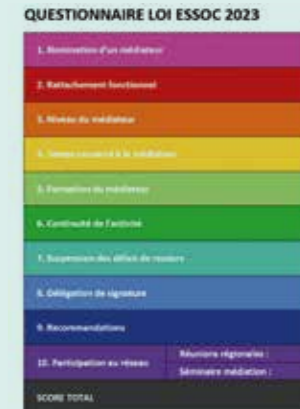 QUESTIONNAIRE LOI ESSOC 2023
1. Nomination d'un médiateur
2. Rattachement fonctionnel
3. Niveau du médiateur
4. Temps consacré à la médiation
5. Formation du médiateur
6. Continuité de l'activité
7. Suspension des délais de recours
8. Délégation de signature
9. Recommandations
10. Participation au réseau
Réunions régionales :
Séminaire médiation :
SCORE TOTAL